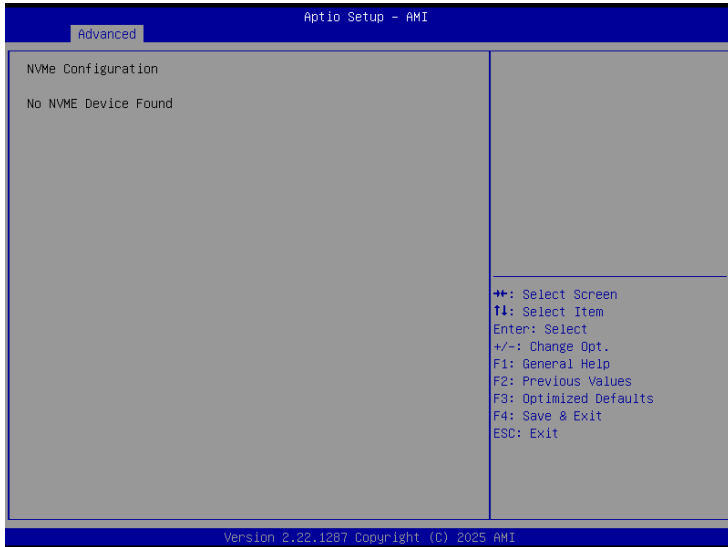 Aptio Setup – AMI
Advanced
NVMe Configuration
No NVME Device Found
→←: Select Screen
↑↓: Select Item
Enter: Select
+/-: Change Opt.
F1: General Help
F2: Previous Values
F3: Optimized Defaults
F4: Save & Exit
ESC: Exit
Version 2.22.1287 Copyright (C) 2025 AMI